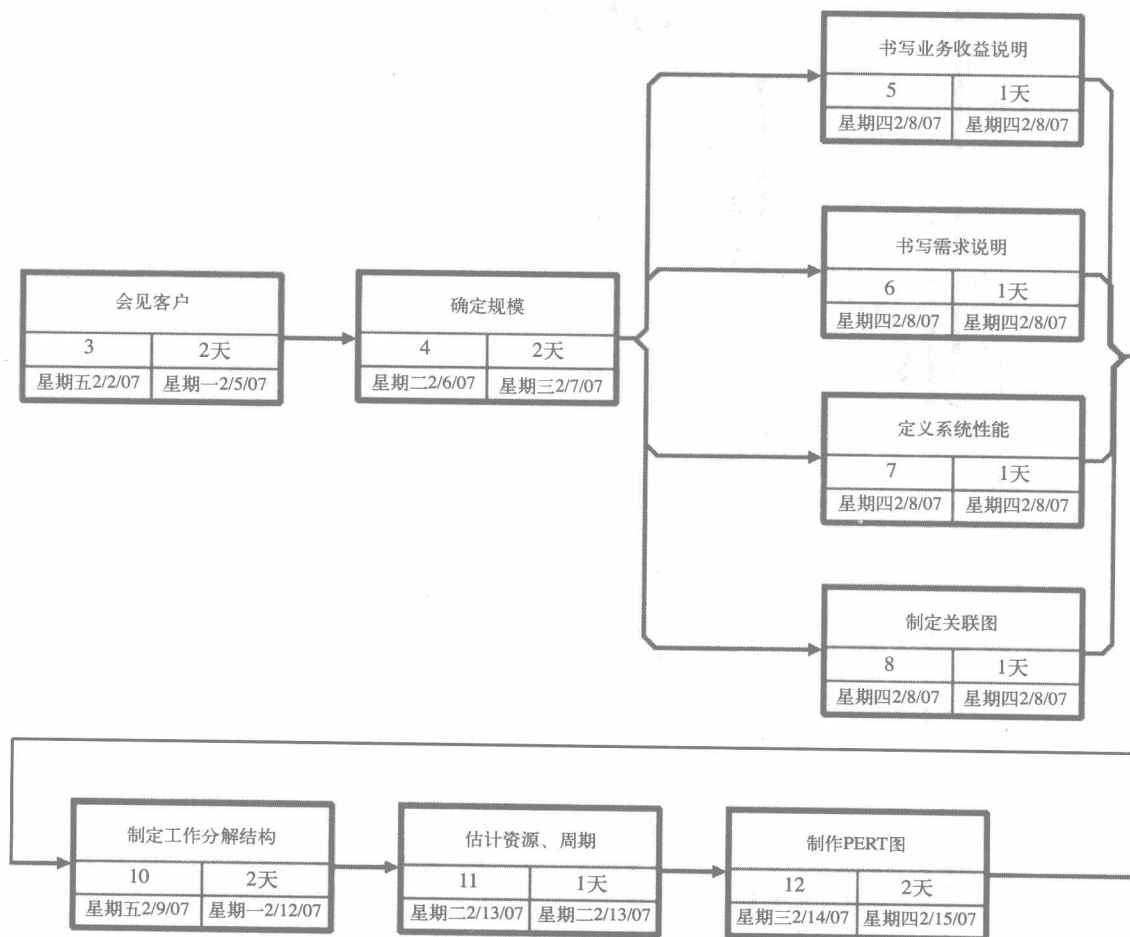 书写业务收益说明
5 1天
星期四2/8/07 星期四2/8/07
书写需求说明
6 1天
星期四2/8/07 星期四2/8/07
会见客户
3 2天
星期五2/2/07 星期一2/5/07
确定规模
4 2天
星期二2/6/07 星期三2/7/07
定义系统性能
7 1天
星期四2/8/07 星期四2/8/07
制定关联图
8 1天
星期四2/8/07 星期四2/8/07
制定工作分解结构
10 2天
星期五2/9/07 星期一2/12/07
估计资源、周期
11 1天
星期二2/13/07 星期二2/13/07
制作PERT图
12 2天
星期三2/14/07 星期四2/15/07